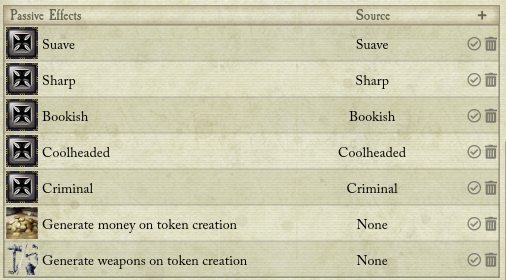 Passive Effects Source +
Suave Suave
Sharp Sharp
Bookish Bookish
Coolheaded Coolheaded
Criminal Criminal
Generate money on token creation None
Generate weapons on token creation None